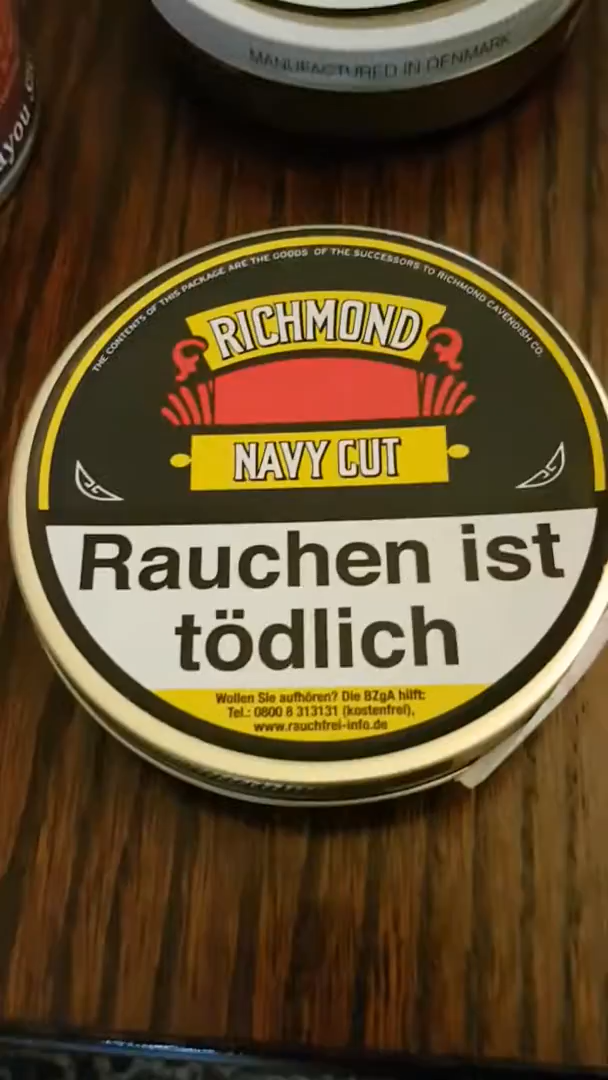 MANUFACTURED IN DENMARK
THE CONTENTS OF THIS PACKAGE ARE THE GOODS OF THE SUCCESSORS TO RICHMOND CAVENDISH CO.
RICHMOND
NAVY CUT
Rauchen ist
tödlich
Wollen Sie aufhören? Die BZgA hilft:
Tel.: 0800 8 313131 (kostenfrei),
www.rauchfrei-info.de